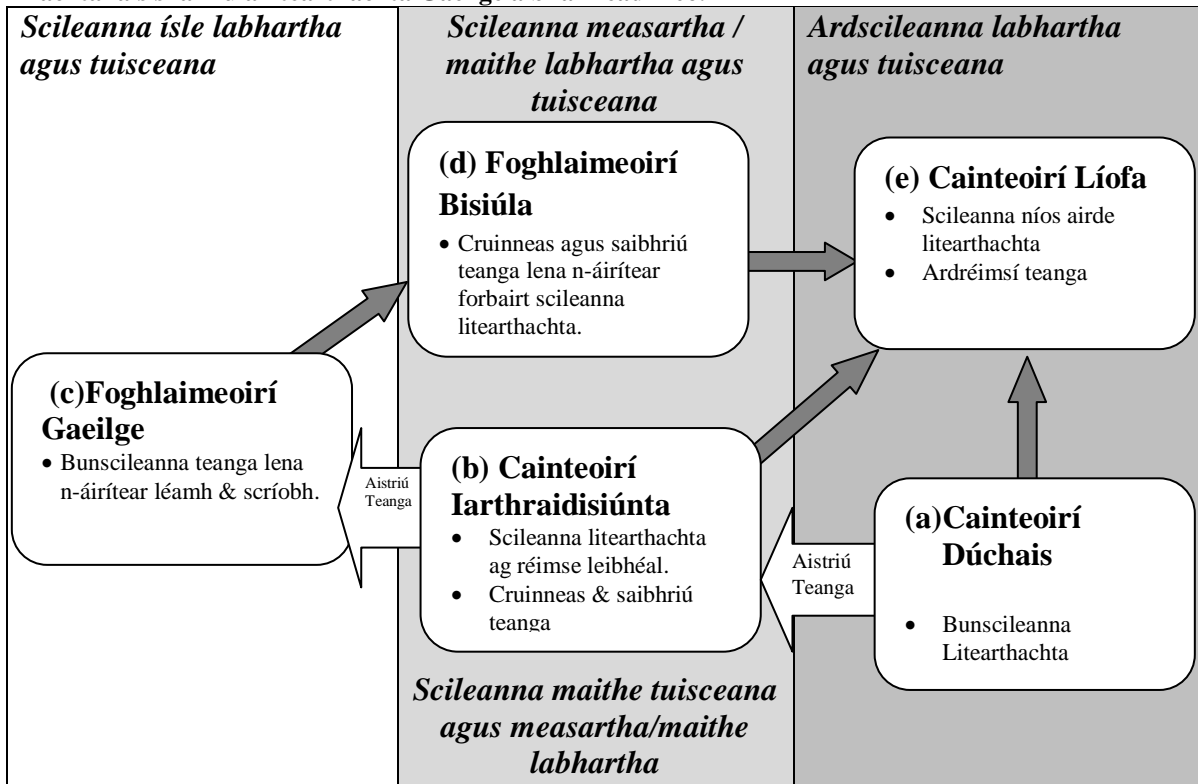 Scileanna ísle labhartha
agus tuisceana
Scileanna measartha /
maithe labhartha agus
tuisceana
Ardscileanna labhartha
agus tuisceana
(d) Foghlaimeoirí
Bisiúla
• Cruinneas agus saibhriú
teanga lena n-áirítear
forbairt scileanna
litearthachta.
(e) Cainteoirí Líofa
• Scileanna níos airde
litearthachta
• Ardréimsí teanga
(c)Foghlaimeoirí
Gaeilge
• Bunscileanna teanga lena
n-áirítear léamh & scríobh.
Aistriú
Teanga
(b) Cainteoirí
Iarthraidisiúnta
• Scileanna litearthachta
ag réimse leibhéal.
• Cruinneas & saibhriú
teanga
Aistriú
Teanga
(a)Cainteoirí
Dúchais
• Bunscileanna
Litearthachta
Scileanna maithe tuisceana
agus measartha/maithe
labhartha